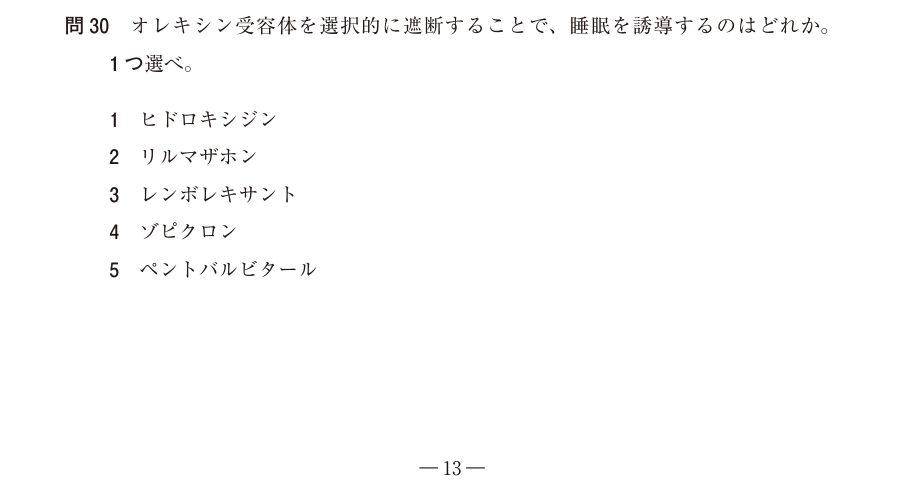 問 30 オレキシン受容体を選択的に遮断することで、睡眠を誘導するのはどれか。
1 つ選べ。
1 ヒドロキシジン
2 リルマザホン
3 レンボレキサント
4 ゾピクロン
5 ペントバルビタール
― 13 ―